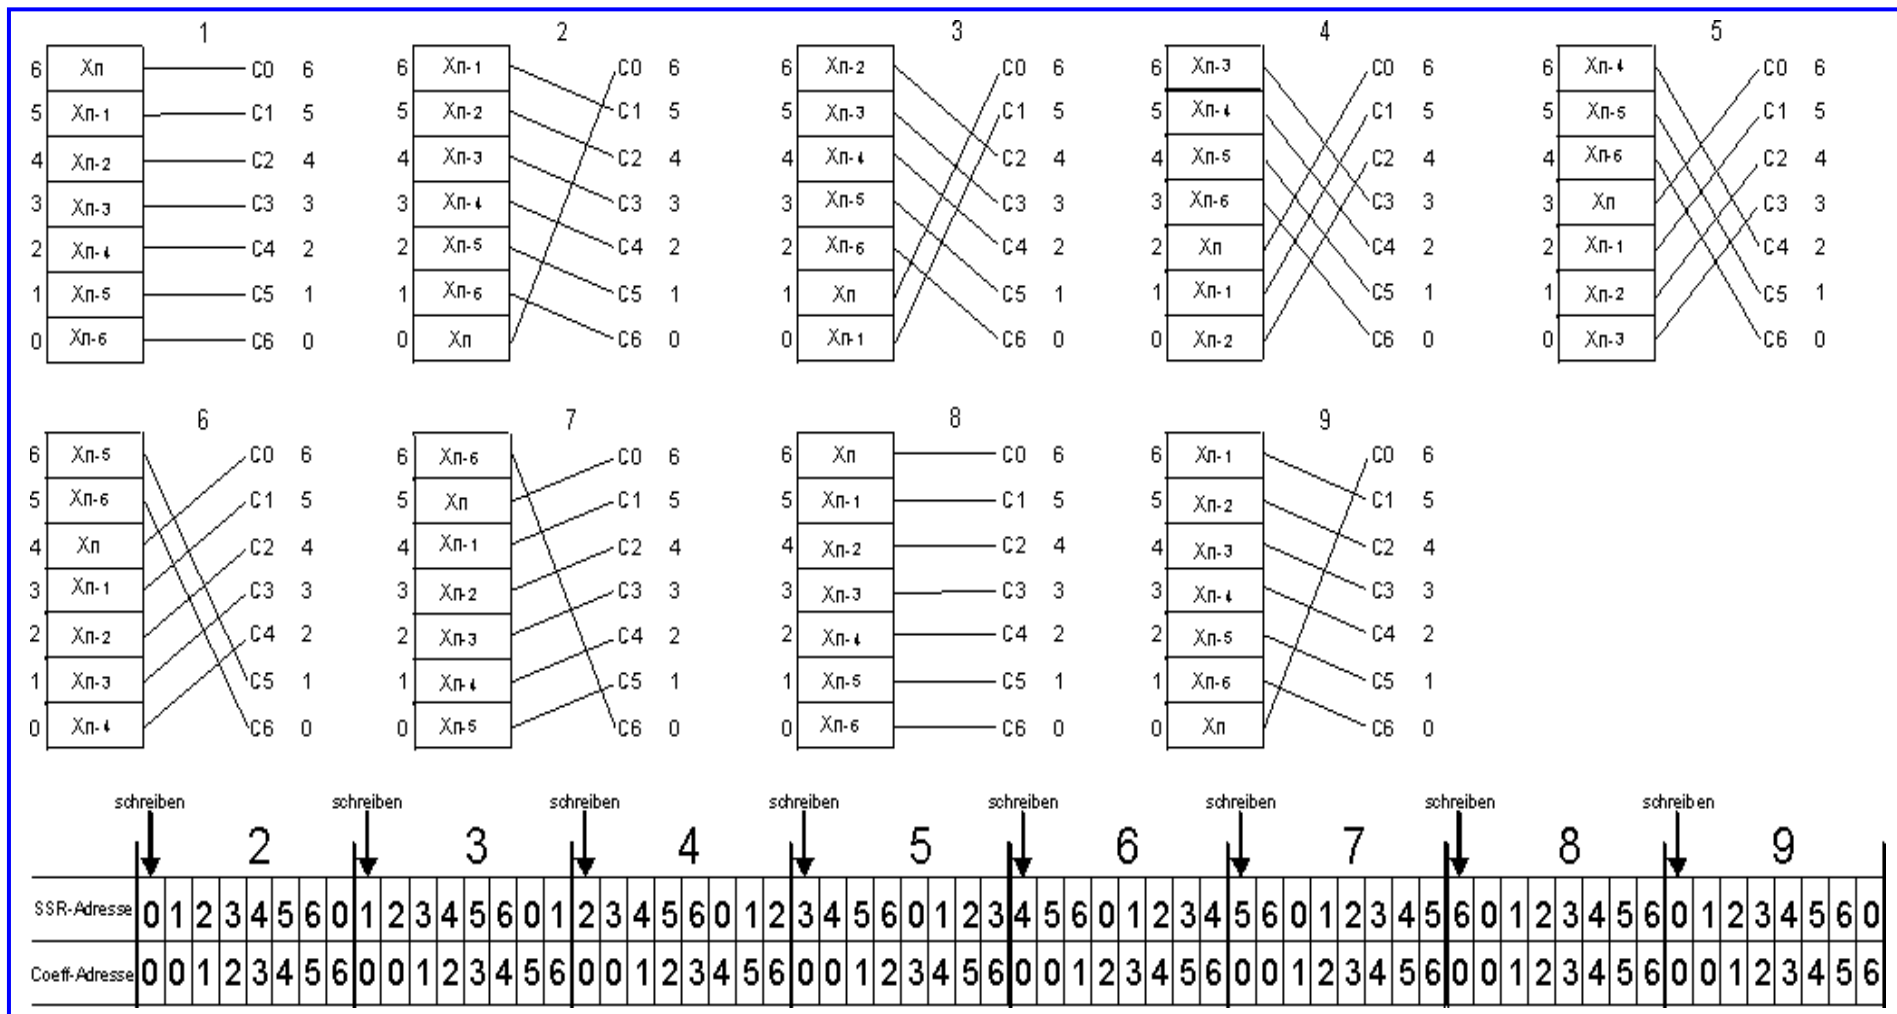 1
6 Xn C0 6
5 Xn-1 C1 5
4 Xn-2 C2 4
3 Xn-3 C3 3
2 Xn-4 C4 2
1 Xn-5 C5 1
0 Xn-6 C6 0
2
6 Xn-1 C0 6
5 Xn-2 C1 5
4 Xn-3 C2 4
3 Xn-4 C3 3
2 Xn-5 C4 2
1 Xn-6 C5 1
0 Xn C6 0
3
6 Xn-2 C0 6
5 Xn-3 C1 5
4 Xn-4 C2 4
3 Xn-5 C3 3
2 Xn-6 C4 2
1 Xn C5 1
0 Xn-1 C6 0
4
6 Xn-3 C0 6
5 Xn-4 C1 5
4 Xn-5 C2 4
3 Xn-6 C3 3
2 Xn C4 2
1 Xn-1 C5 1
0 Xn-2 C6 0
5
6 Xn-4 C0 6
5 Xn-5 C1 5
4 Xn-6 C2 4
3 Xn C3 3
2 Xn-1 C4 2
1 Xn-2 C5 1
0 Xn-3 C6 0
6
6 Xn-5 C0 6
5 Xn-6 C1 5
4 Xn C2 4
3 Xn-1 C3 3
2 Xn-2 C4 2
1 Xn-3 C5 1
0 Xn-4 C6 0
7
6 Xn-6 C0 6
5 Xn C1 5
4 Xn-1 C2 4
3 Xn-2 C3 3
2 Xn-3 C4 2
1 Xn-4 C5 1
0 Xn-5 C6 0
8
6 Xn C0 6
5 Xn-1 C1 5
4 Xn-2 C2 4
3 Xn-3 C3 3
2 Xn-4 C4 2
1 Xn-5 C5 1
0 Xn-6 C6 0
9
6 Xn-1 C0 6
5 Xn-2 C1 5
4 Xn-3 C2 4
3 Xn-4 C3 3
2 Xn-5 C4 2
1 Xn-6 C5 1
0 Xn C6 0
schreiben schreiben schreiben schreiben schreiben schreiben schreiben schreiben
2 3 4 5 6 7 8 9
SSR-Adresse 0 1 2 3 4 5 6 0 1 2 3 4 5 6 0 1 2 3 4 5 6 0 1 2 3 4 5 6 0 1 2 3 4 5 6 0 1 2 3 4 5 6 0 1 2 3 4 5 6 0 1 2 3 4 5 6 0 1 2 3 4 5 6 0
Coeff-Adresse 0 0 1 2 3 4 5 6 0 0 1 2 3 4 5 6 0 0 1 2 3 4 5 6 0 0 1 2 3 4 5 6 0 0 1 2 3 4 5 6 0 0 1 2 3 4 5 6 0 0 1 2 3 4 5 6 0 0 1 2 3 4 5 6